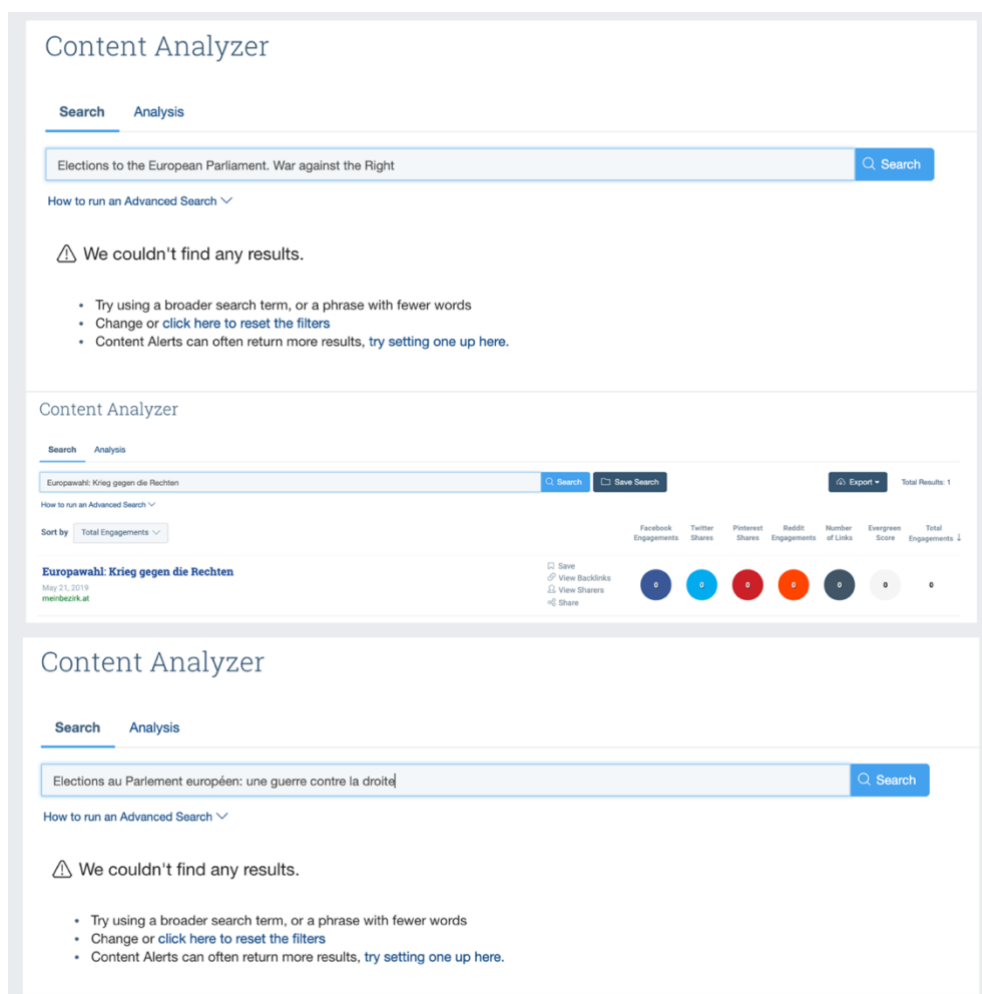 Content Analyzer
Search Analysis
Elections to the European Parliament. War against the Right Search
How to run an Advanced Search
We couldn't find any results.
• Try using a broader search term, or a phrase with fewer words
• Change or click here to reset the filters
• Content Alerts can often return more results, try setting one up here.
Content Analyzer
Search Analysis
Europawahl: Krieg gegen die Rechten Search Save Search Export Total Results: 1
How to run an Advanced Search
Sort by Total Engagements
Facebook Twitter Pinterest Reddit Number Evergreen Total
Engagements Shares Shares Engagements of Links Score Engagements ↓
Europawahl: Krieg gegen die Rechten
May 21, 2019
meinbezirk.at
Save
View Backlinks
View Sharers
Share
0 0 0 0 0 0 0
Content Analyzer
Search Analysis
Elections au Parlement européen: une guerre contre la droite Search
How to run an Advanced Search
We couldn't find any results.
• Try using a broader search term, or a phrase with fewer words
• Change or click here to reset the filters
• Content Alerts can often return more results, try setting one up here.